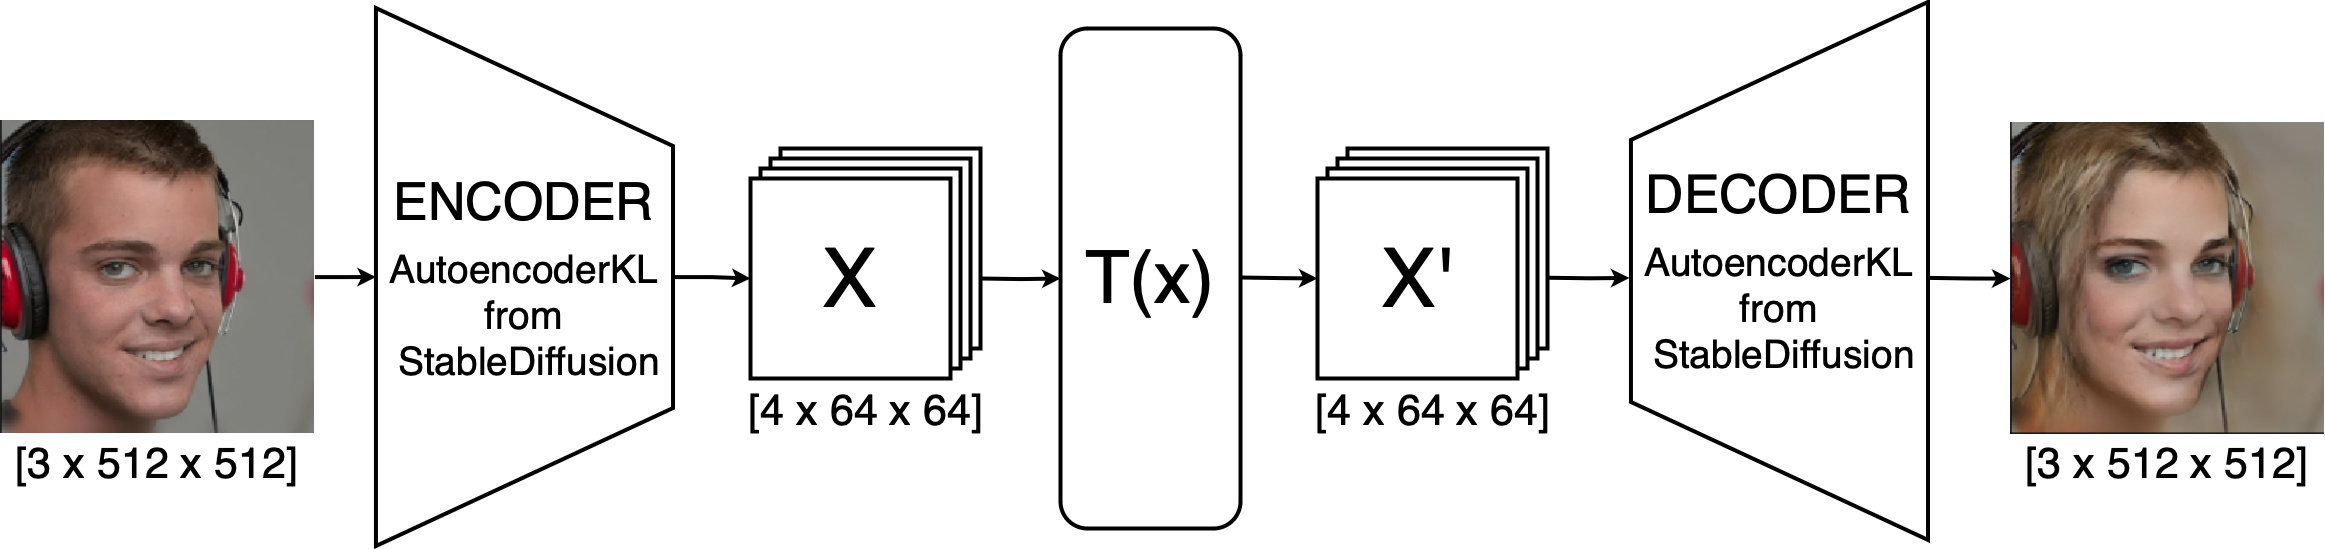 [3 x 512 x 512]
ENCODER
AutoencoderKL
from
StableDiffusion
X
[4 x 64 x 64]
T(x)
X'
[4 x 64 x 64]
DECODER
AutoencoderKL
from
StableDiffusion
[3 x 512 x 512]